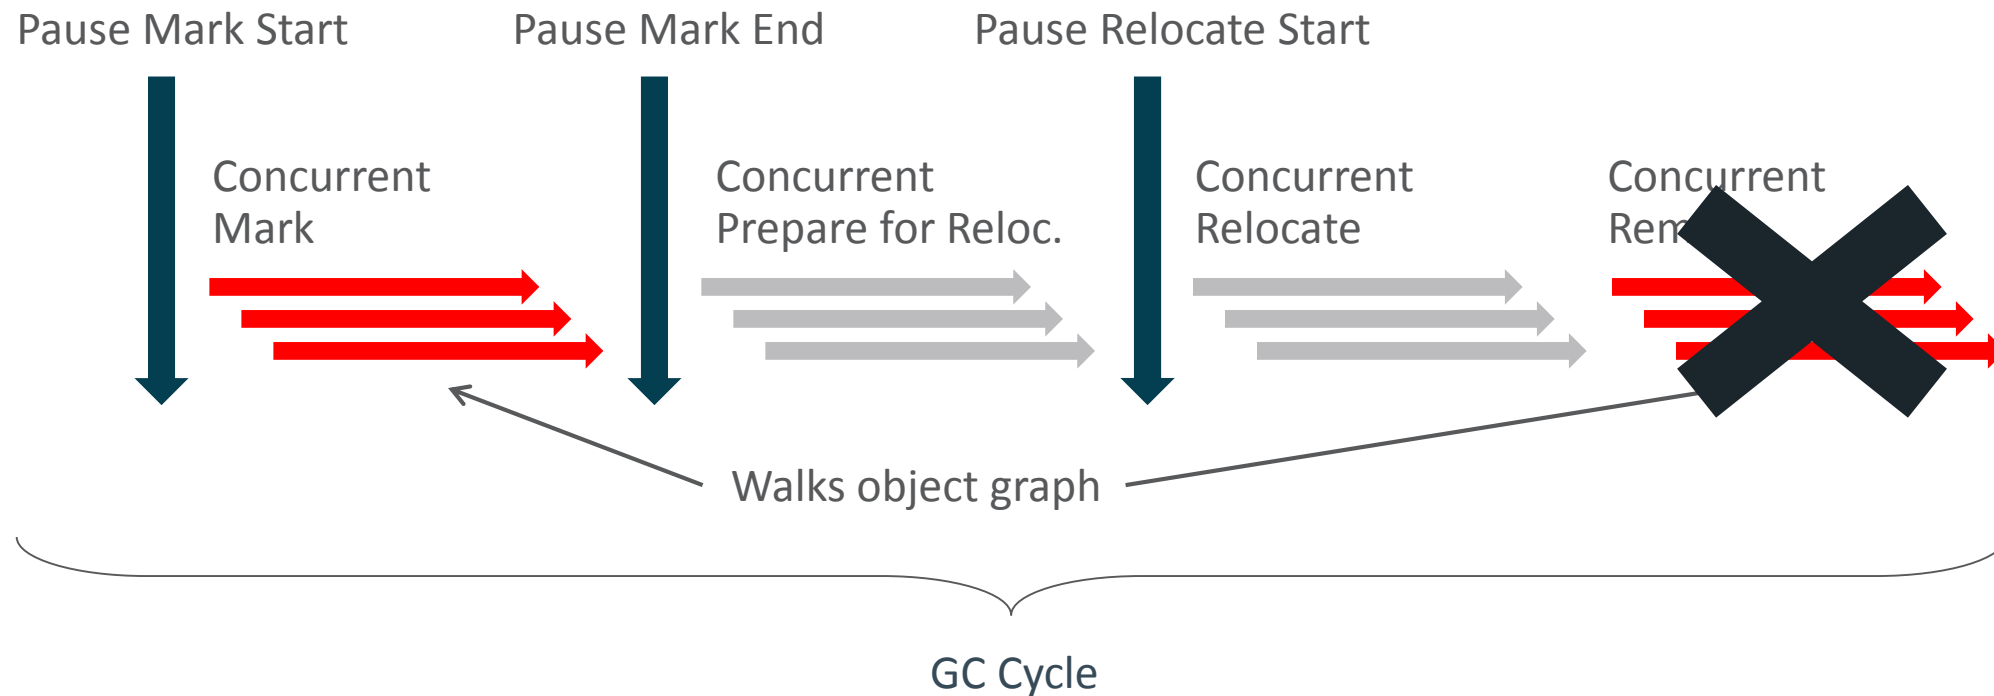 Pause Mark Start
Pause Mark End
Pause Relocate Start
Concurrent
Mark
Concurrent
Prepare for Reloc.
Concurrent
Relocate
Concurrent
Walks object graph
GC Cycle